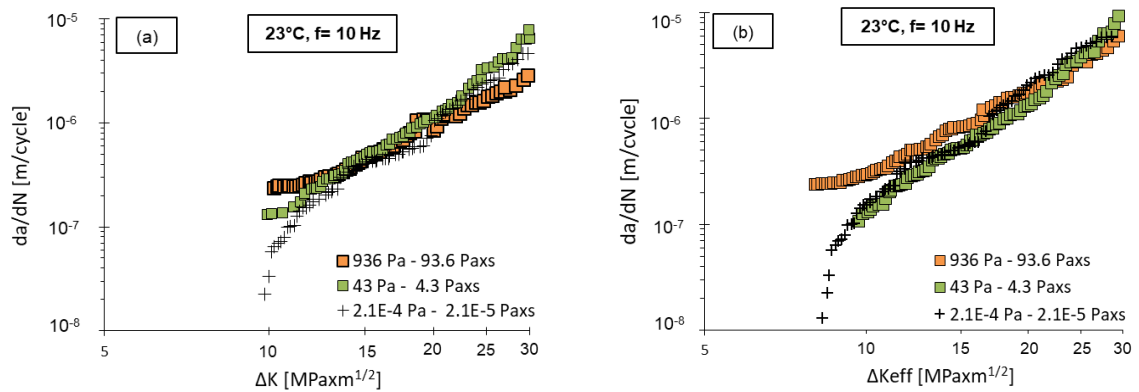 (a)
23°C, f= 10 Hz
da/dN [m/cycle]
10-5
10-6
10-7
10-8
936 Pa - 93.6 Paxs
43 Pa - 4.3 Paxs
2.1E-4 Pa - 2.1E-5 Paxs
5
10
15
20
25
30
ΔK [MPaxm1/2]
(b)
23°C, f= 10 Hz
da/dN [m/cycle]
10-5
10-6
10-7
10-8
936 Pa - 93.6 Paxs
43 Pa - 4.3 Paxs
2.1E-4 Pa - 2.1E-5 Paxs
5
10
15
20
25
30
ΔKeff [MPaxm1/2]